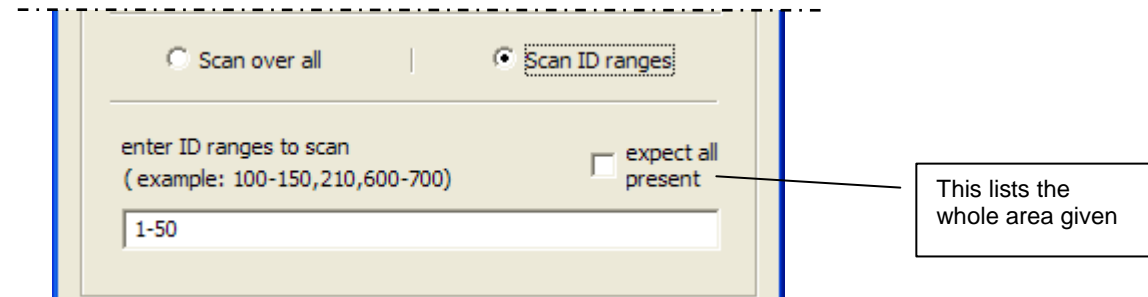 Scan over all | Scan ID ranges
enter ID ranges to scan
( example: 100-150,210,600-700)
expect all
present
1-50
This lists the
whole area given